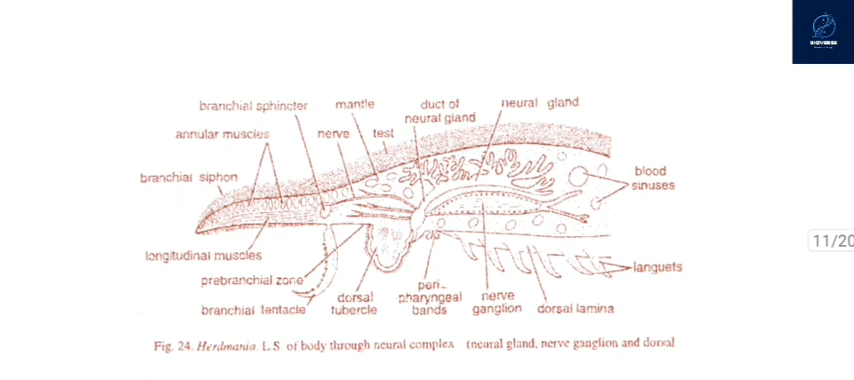 BIOVERSE
branchial sphincter
mantle
duct of
neural gland
neural gland
annular muscles
nerve
test
branchial siphon
blood
sinuses
11/20
longitudinal muscles
prebranchial zone
branchial tentacle
dorsal
tubercle
peri-
pharyngeal
bands
nerve
ganglion
dorsal lamina
languets
Fig. 24. Herdmania. L.S. of body through neural complex (neural gland, nerve ganglion and dorsal